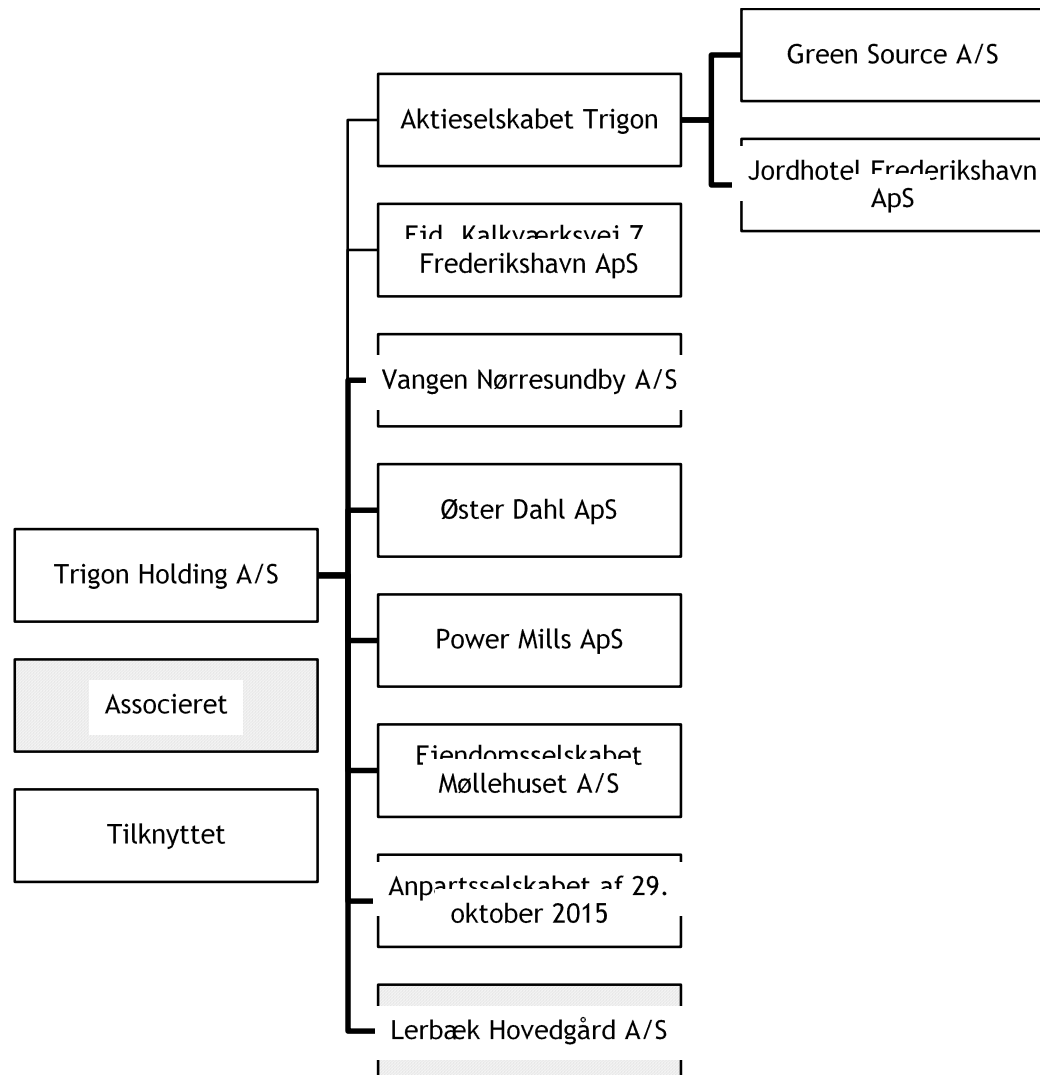 Green Source A/S
Aktieselskabet Trigon
Jordhotel Frederikshavn
ApS
Ejd. Kalkværksvej 7
Frederikshavn ApS
Vangen Nørresundby A/S
Øster Dahl ApS
Trigon Holding A/S
Power Mills ApS
Associeret
Ejendomsselskabet
Møllehuset A/S
Tilknyttet
Anpartsselskabet af 29.
oktober 2015
Lerbæk Hovedgård A/S